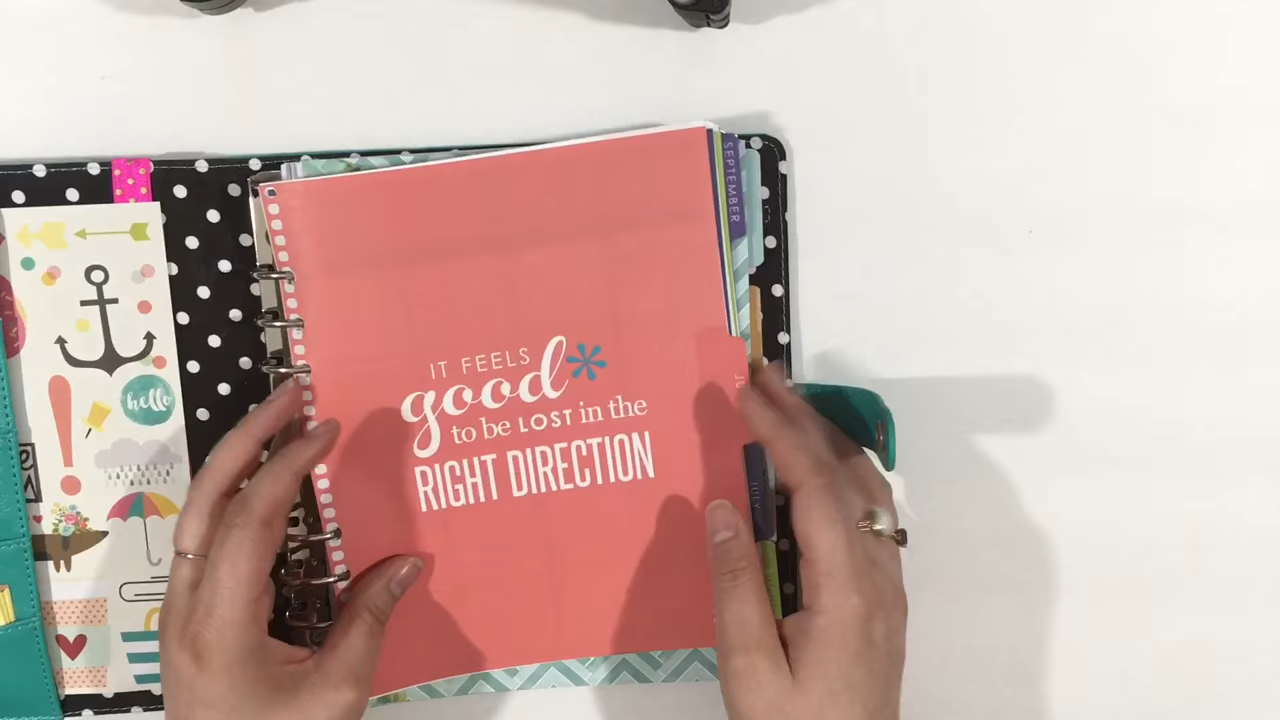 SEPTEMBER
hello
IT FEELS
good*
to be LOST in the
RIGHT DIRECTION
JULY